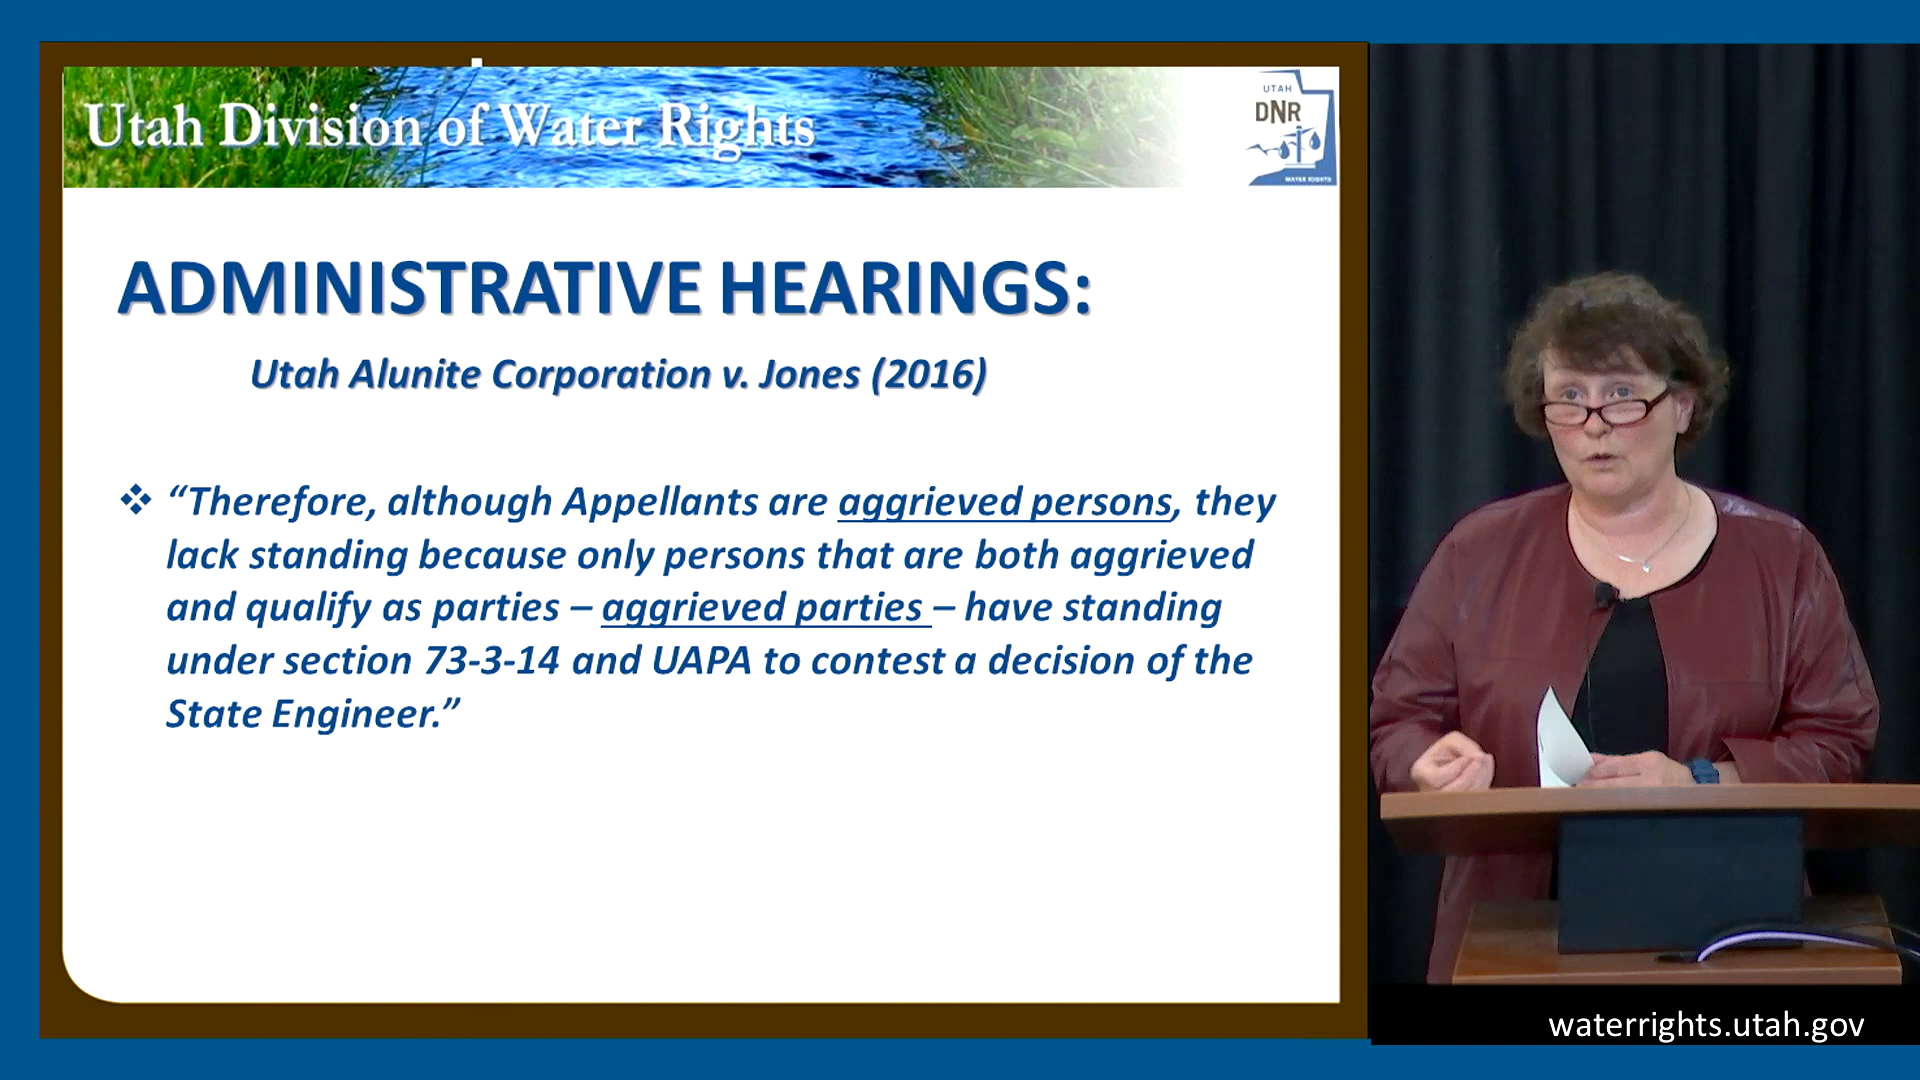 Utah Division of Water Rights
UTAH
DNR
WATER RIGHTS
ADMINISTRATIVE HEARINGS:
Utah Alunite Corporation v. Jones (2016)
“Therefore, although Appellants are aggrieved persons, they
lack standing because only persons that are both aggrieved
and qualify as parties – aggrieved parties – have standing
under section 73-3-14 and UAPA to contest a decision of the
State Engineer.”
waterrights.utah.gov